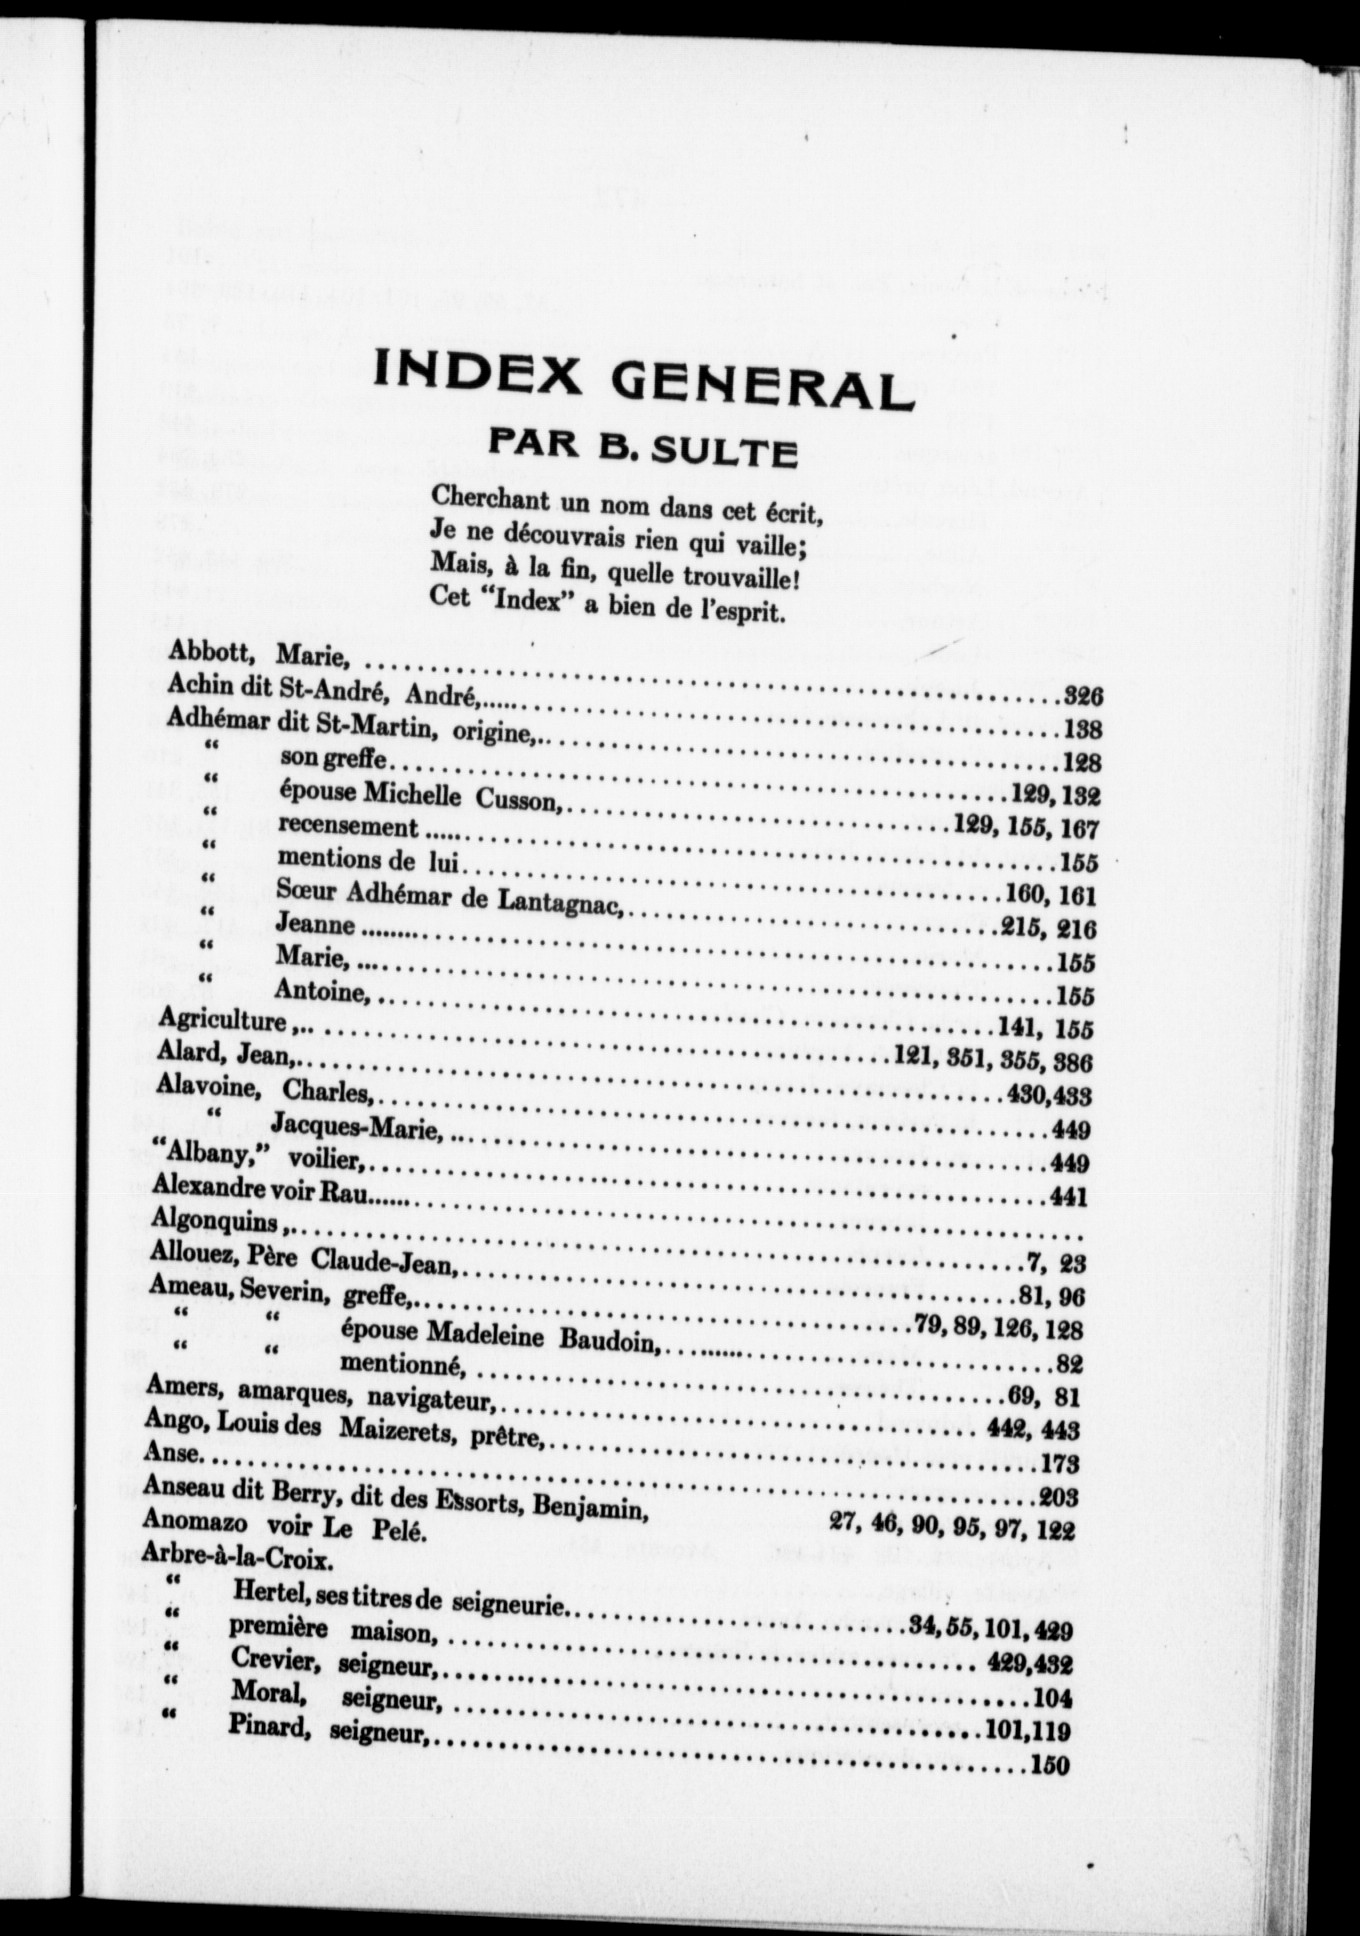 INDEX GENERAL
PAR B. SULTE
Cherchant un nom dans cet écrit,
Je ne découvrais rien qui vaille;
Mais, à la fin, quelle trouvaille!
Cet “Index” a bien de l'esprit.
Abbott, Marie, ........................................326
Achin dit St-André, André,........................................138
Adhémar dit St-Martin, origine,........................................128
“ son greffe........................................129, 132
“ épouse Michelle Cusson,..............................129, 155, 167
“ recensement ........................................155
“ mentions de lui........................................160, 161
“ Sœur Adhémar de Lantagnac,..............................215, 216
“ Jeanne ........................................155
“ Marie, ........................................155
“ Antoine, ........................................141, 155
Agriculture ,........................................121, 351, 355, 386
Alard, Jean,........................................430,433
Alavoine, Charles,........................................449
“ Jacques-Marie, ........................................449
“Albany,” voilier,........................................441
Alexandre voir Rau........................................
Algonquins ,........................................7, 23
Allouez, Père Claude-Jean,........................................81, 96
Ameau, Severin, greffe,........................................79, 89, 126, 128
“ “ épouse Madeleine Baudoin,..............................82
“ “ mentionné, ........................................69, 81
Amers, amarques, navigateur,.............................. 442, 443
Ango, Louis des Maizerets, prêtre,..............................173
Anse........................................203
Anseau dit Berry, dit des Essorts, Benjamin, 27, 46, 90, 95, 97, 122
Anomazo voir Le Pelé.
Arbre-à-la-Croix.
“ Hertel, ses titres de seigneurie..............................34, 55, 101, 429
“ première maison, .............................. 429,432
“ Crevier, seigneur,........................................104
“ Moral, seigneur, ........................................101,119
“ Pinard, seigneur,........................................150